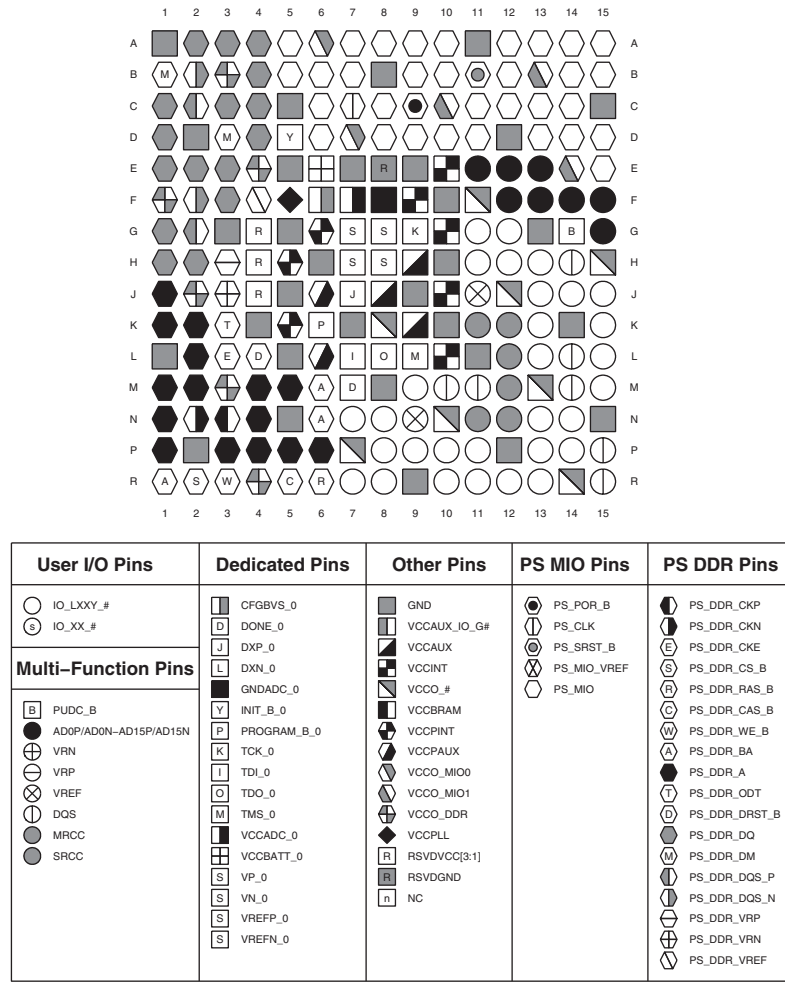 1 2 3 4 5 6 7 8 9 10 11 12 13 14 15
A A
B M B
C C
D M Y D
E R E
F F
G R S S K B G
H R S S H
J R J J
K T P K
L E D I O M L
M A D M
N A N
P P
R A S W C R R
1 2 3 4 5 6 7 8 9 10 11 12 13 14 15
User I/O Pins
IO_LXXY_#
S IO_XX_#
Multi–Function Pins
B PUDC_B
AD0P/AD0N–AD15P/AD15N
VRN
VRP
VREF
DQS
MRCC
SRCC
Dedicated Pins
CFGBVS_0
D DONE_0
J DXP_0
L DXN_0
GNDADC_0
Y INIT_B_0
P PROGRAM_B_0
K TCK_0
I TDI_0
O TDO_0
M TMS_0
VCCADC_0
VCCBATT_0
S VP_0
S VN_0
S VREFP_0
S VREFN_0
Other Pins
GND
VCCAUX_IO_G#
VCCAUX
VCCINT
VCCO_#
VCCBRAM
VCCPINT
VCCPAUX
VCCO_MIO0
VCCO_MIO1
VCCO_DDR
VCCPLL
R RSVDVCC[3:1]
R RSVDGND
n NC
PS MIO Pins
PS_POR_B
PS_CLK
PS_SRST_B
PS_MIO_VREF
PS_MIO
PS DDR Pins
PS_DDR_CKP
PS_DDR_CKN
E PS_DDR_CKE
S PS_DDR_CS_B
R PS_DDR_RAS_B
C PS_DDR_CAS_B
W PS_DDR_WE_B
A PS_DDR_BA
PS_DDR_A
T PS_DDR_ODT
D PS_DDR_DRST_B
PS_DDR_DQ
M PS_DDR_DM
PS_DDR_DQS_P
PS_DDR_DQS_N
PS_DDR_VRP
PS_DDR_VRN
PS_DDR_VREF